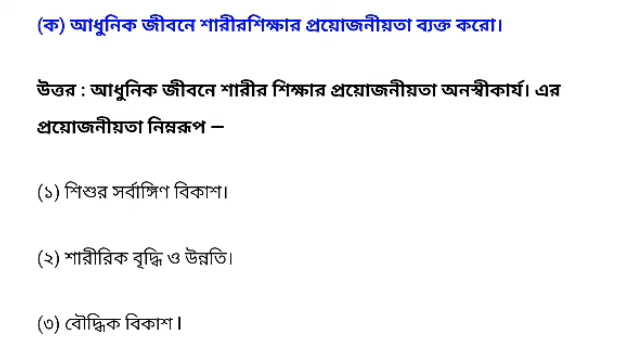 (ক) আধুনিক জীবনে শারীরশিক্ষার প্রয়োজনীয়তা ব্যক্ত করো।
উত্তর : আধুনিক জীবনে শারীর শিক্ষার প্রয়োজনীয়তা অনস্বীকার্য। এর
প্রয়োজনীয়তা নিম্নরূপ —
(১) শিশুর সর্বাঙ্গিণ বিকাশ।
(২) শারীরিক বৃদ্ধি ও উন্নতি।
(৩) বৌদ্ধিক বিকাশ।